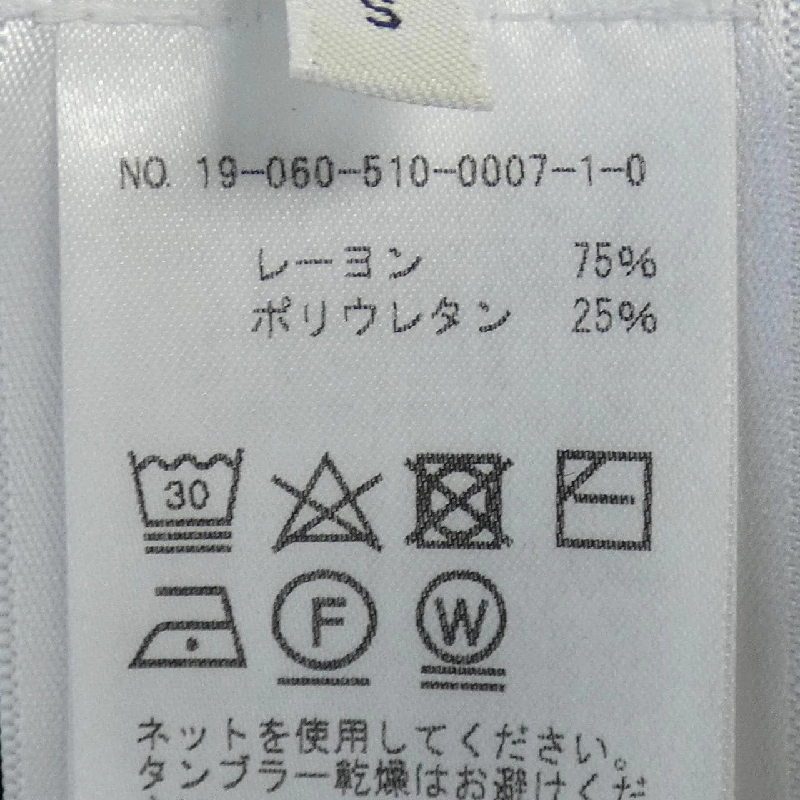 S
NO. 19-060-510-0007-1-0
レーヨン 75%
ポリウレタン 25%
30
F
W
ネットを使用してください。
タンブラー乾燥はお避けくだ